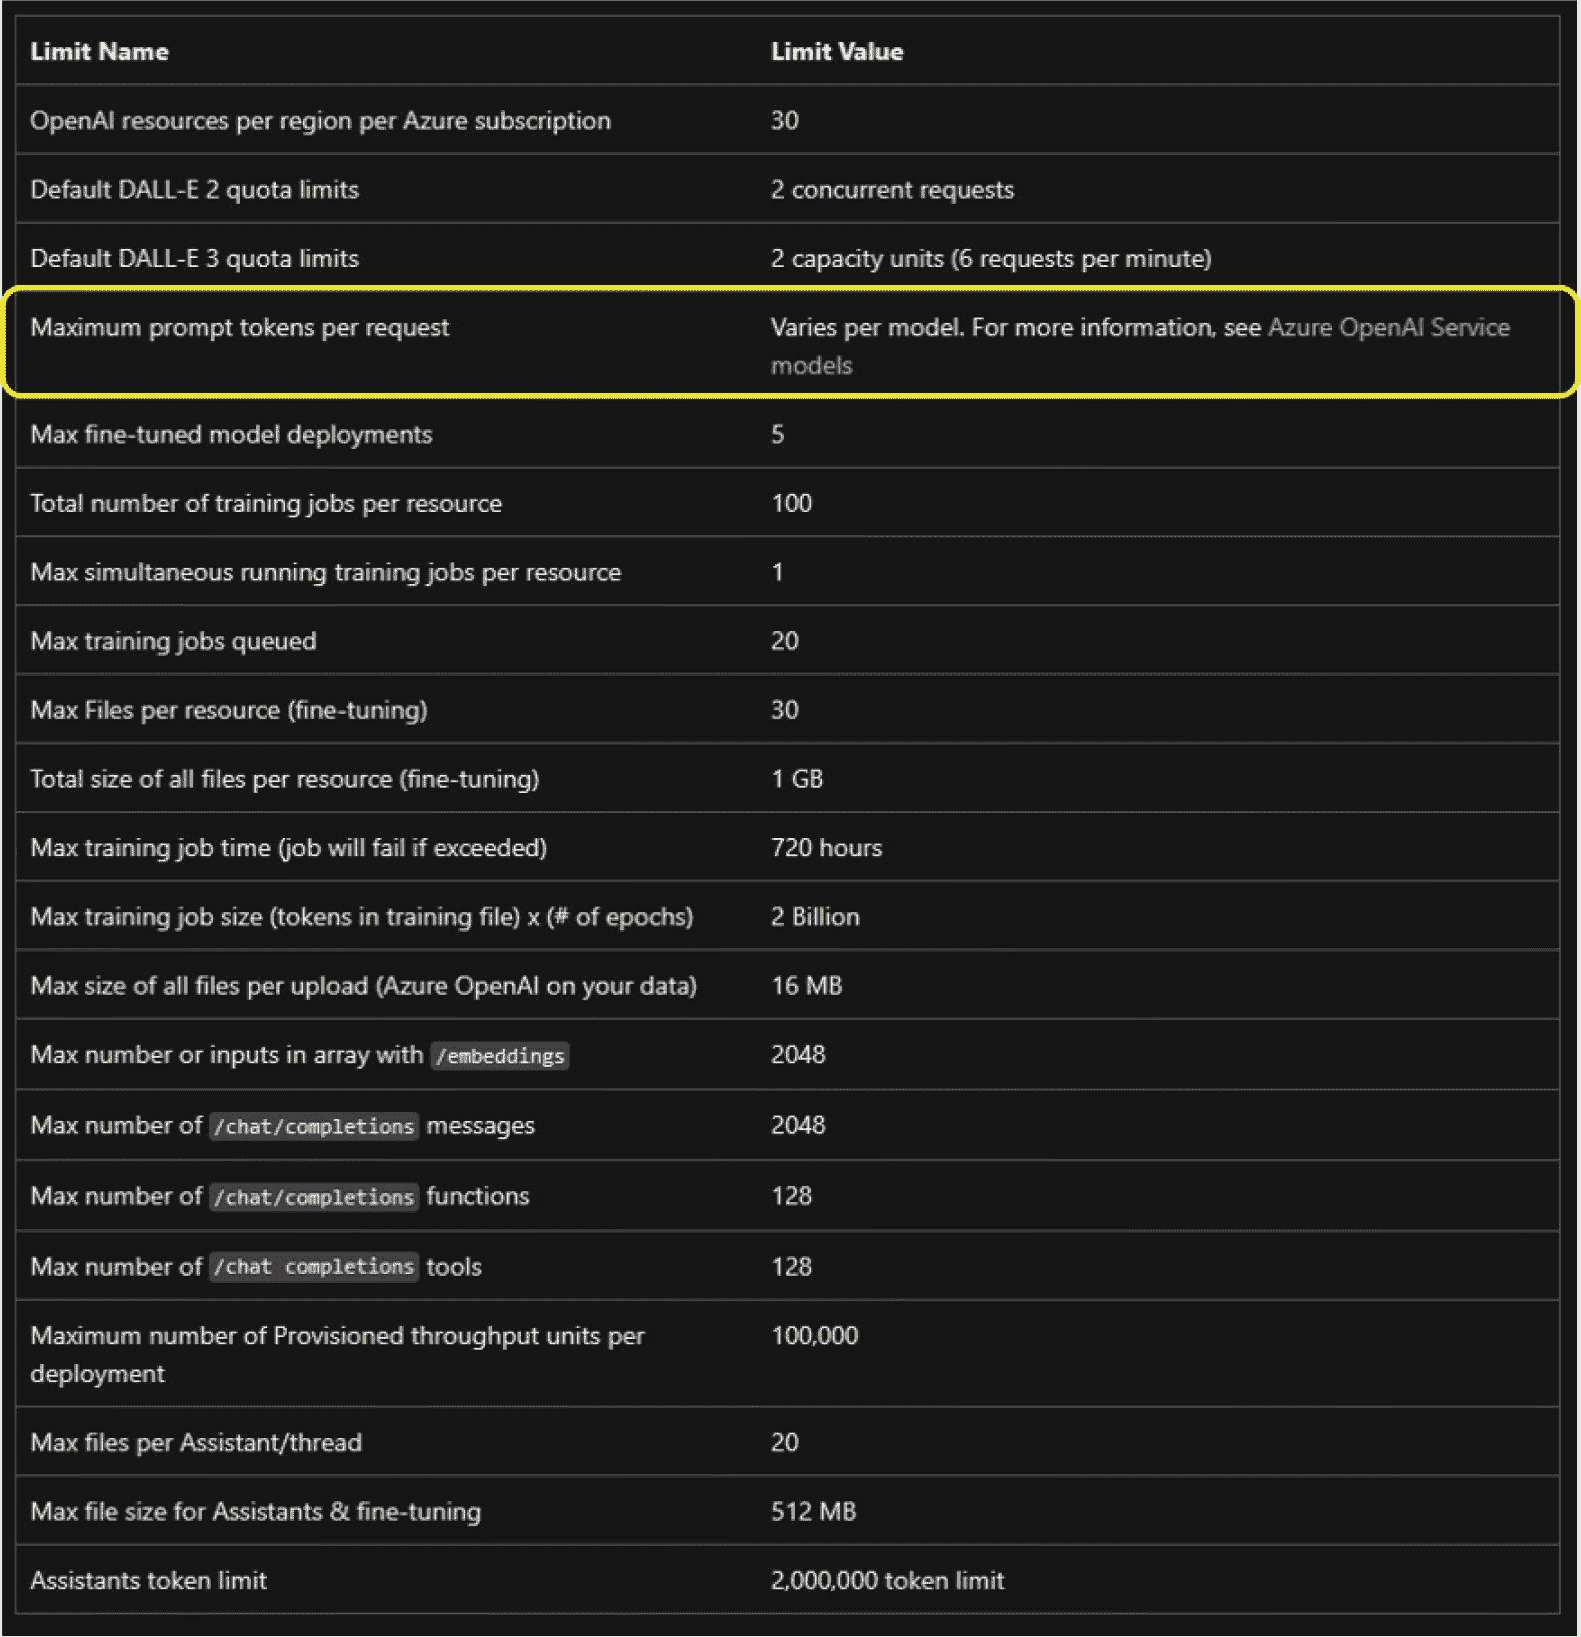 Limit Name Limit Value
OpenAI resources per region per Azure subscription 30
Default DALL-E 2 quota limits 2 concurrent requests
Default DALL-E 3 quota limits 2 capacity units (6 requests per minute)
Maximum prompt tokens per request Varies per model. For more information, see Azure OpenAI Service
models
Max fine-tuned model deployments 5
Total number of training jobs per resource 100
Max simultaneous running training jobs per resource 1
Max training jobs queued 20
Max Files per resource (fine-tuning) 30
Total size of all files per resource (fine-tuning) 1 GB
Max training job time (job will fail if exceeded) 720 hours
Max training job size (tokens in training file) x (# of epochs) 2 Billion
Max size of all files per upload (Azure OpenAI on your data) 16 MB
Max number or inputs in array with /embeddings 2048
Max number of /chat/completions messages 2048
Max number of /chat/completions functions 128
Max number of /chat completions tools 128
Maximum number of Provisioned throughput units per 100,000
deployment
Max files per Assistant/thread 20
Max file size for Assistants & fine-tuning 512 MB
Assistants token limit 2,000,000 token limit